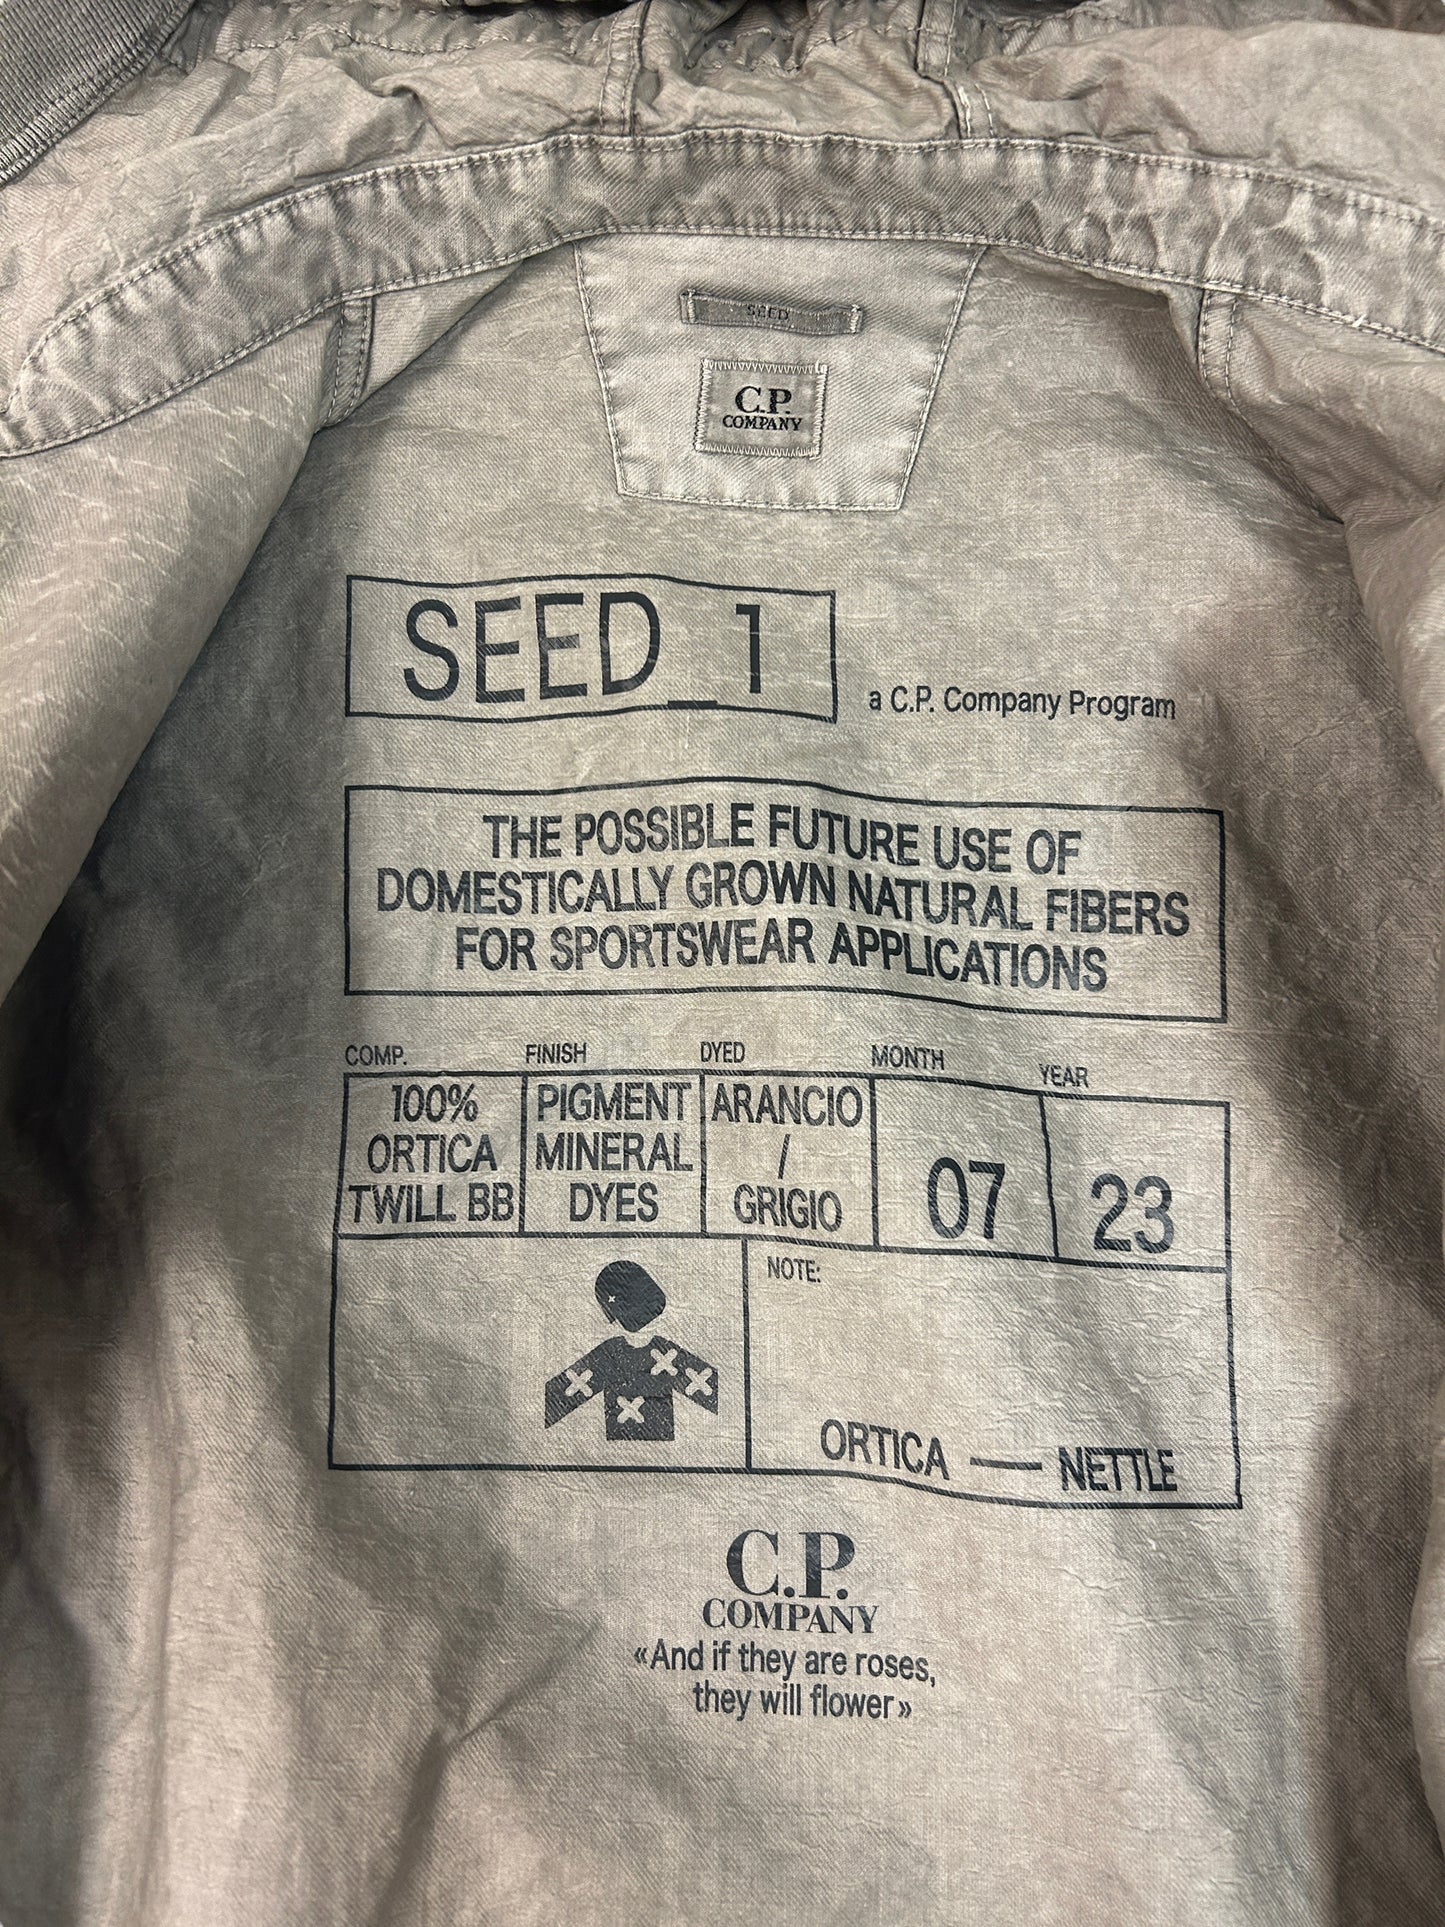 SEED
C.P.
COMPANY
SEED_1
a C.P. Company Program
THE POSSIBLE FUTURE USE OF
DOMESTICALLY GROWN NATURAL FIBERS
FOR SPORTSWEAR APPLICATIONS
COMP. FINISH DYED MONTH YEAR
100% PIGMENT ARANCIO
ORTICA MINERAL / 07 23
TWILL BB DYES GRIGIO
NOTE:
ORTICA — NETTLE
C.P.
COMPANY
«And if they are roses,
they will flower»